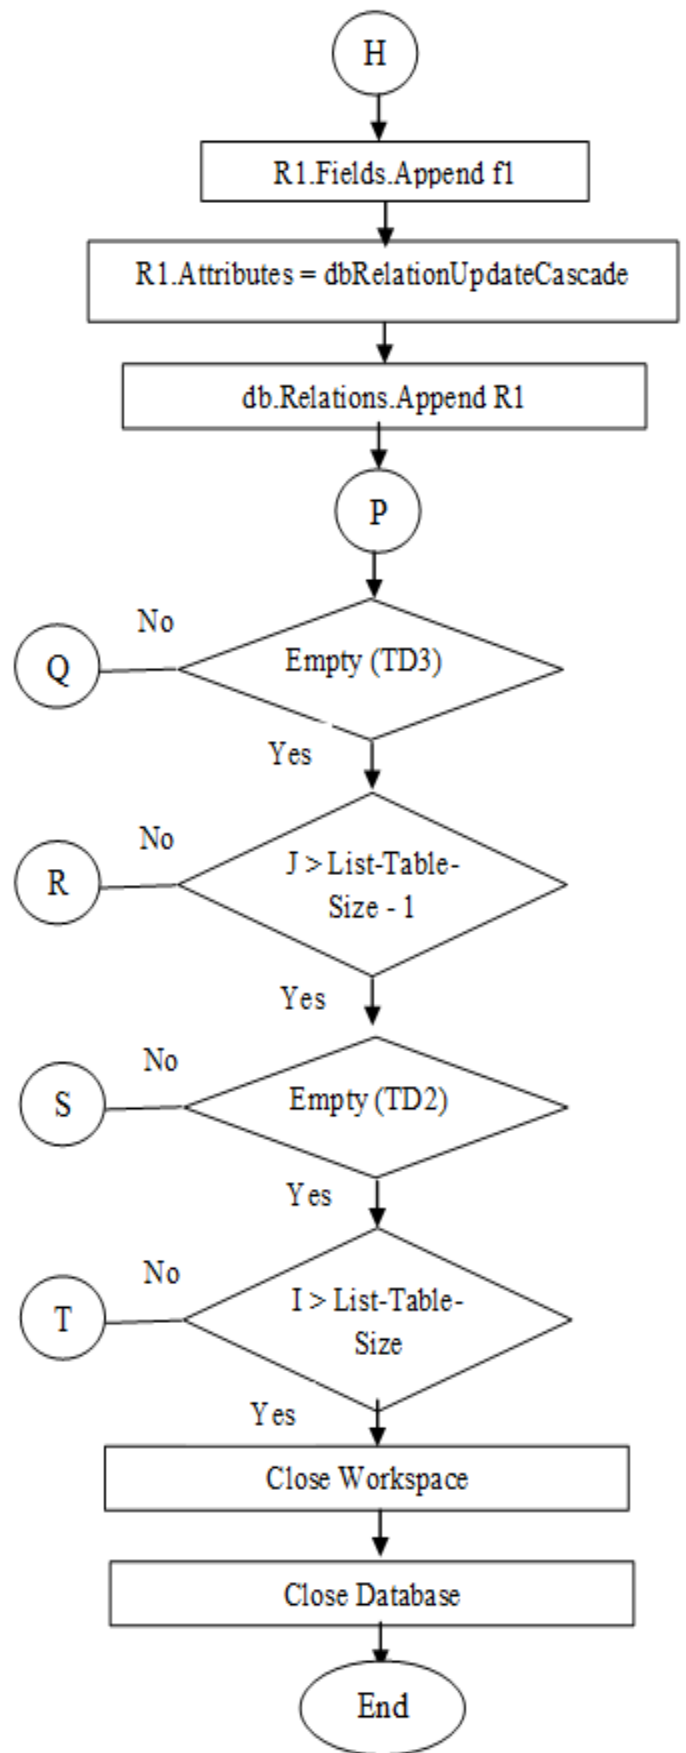 H
R1.Fields.Append f1
R1.Attributes = dbRelationUpdateCascade
db.Relations.Append R1
P
No
Q
Empty (TD3)
Yes
No
R
J > List-Table-
Size - 1
Yes
No
S
Empty (TD2)
Yes
No
T
I > List-Table-
Size
Yes
Close Workspace
Close Database
End